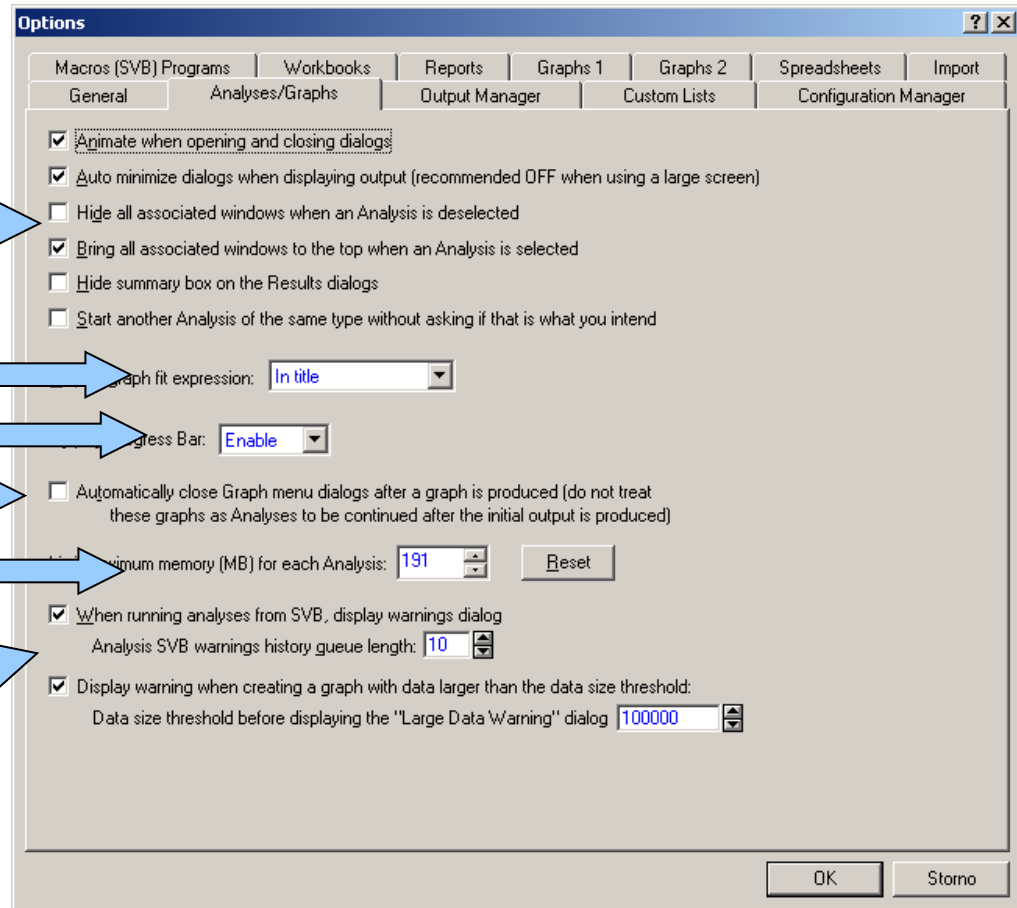 Options
Macros (SVB) Programs Workbooks Reports Graphs 1 Graphs 2 Spreadsheets Import
General Analyses/Graphs Output Manager Custom Lists Configuration Manager
Animate when opening and closing dialogs
Auto minimize dialogs when displaying output (recommended OFF when using a large screen)
Hide all associated windows when an Analysis is deselected
Bring all associated windows to the top when an Analysis is selected
Hide summary box on the Results dialogs
Start another Analysis of the same type without asking if that is what you intend
fit expression: In title
Bar: Enable
Automatically close Graph menu dialogs after a graph is produced (do not treat
these graphs as Analyses to be continued after the initial output is produced)
memory (MB) for each Analysis: 191 Reset
When running analyses from SVB, display warnings dialog
Analysis SVB warnings history queue length: 10
Display warning when creating a graph with data larger than the data size threshold:
Data size threshold before displaying the "Large Data Warning" dialog 100000
OK Storno